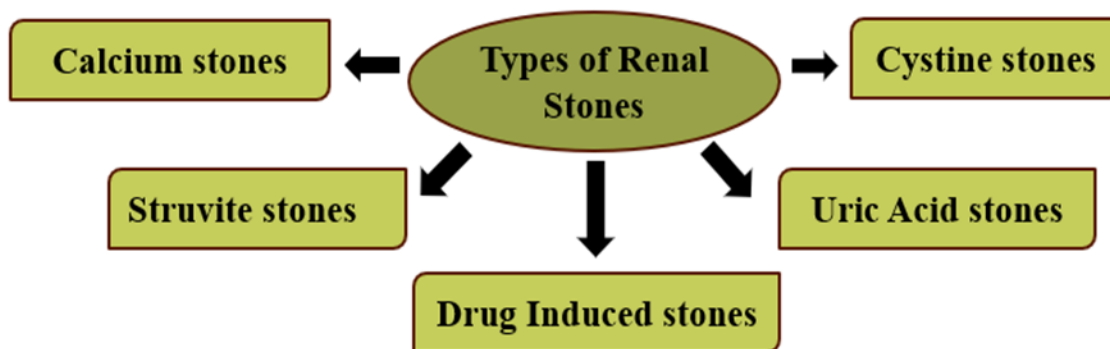 Types of Renal
Stones
Calcium stones
Cystine stones
Struvite stones
Uric Acid stones
Drug Induced stones